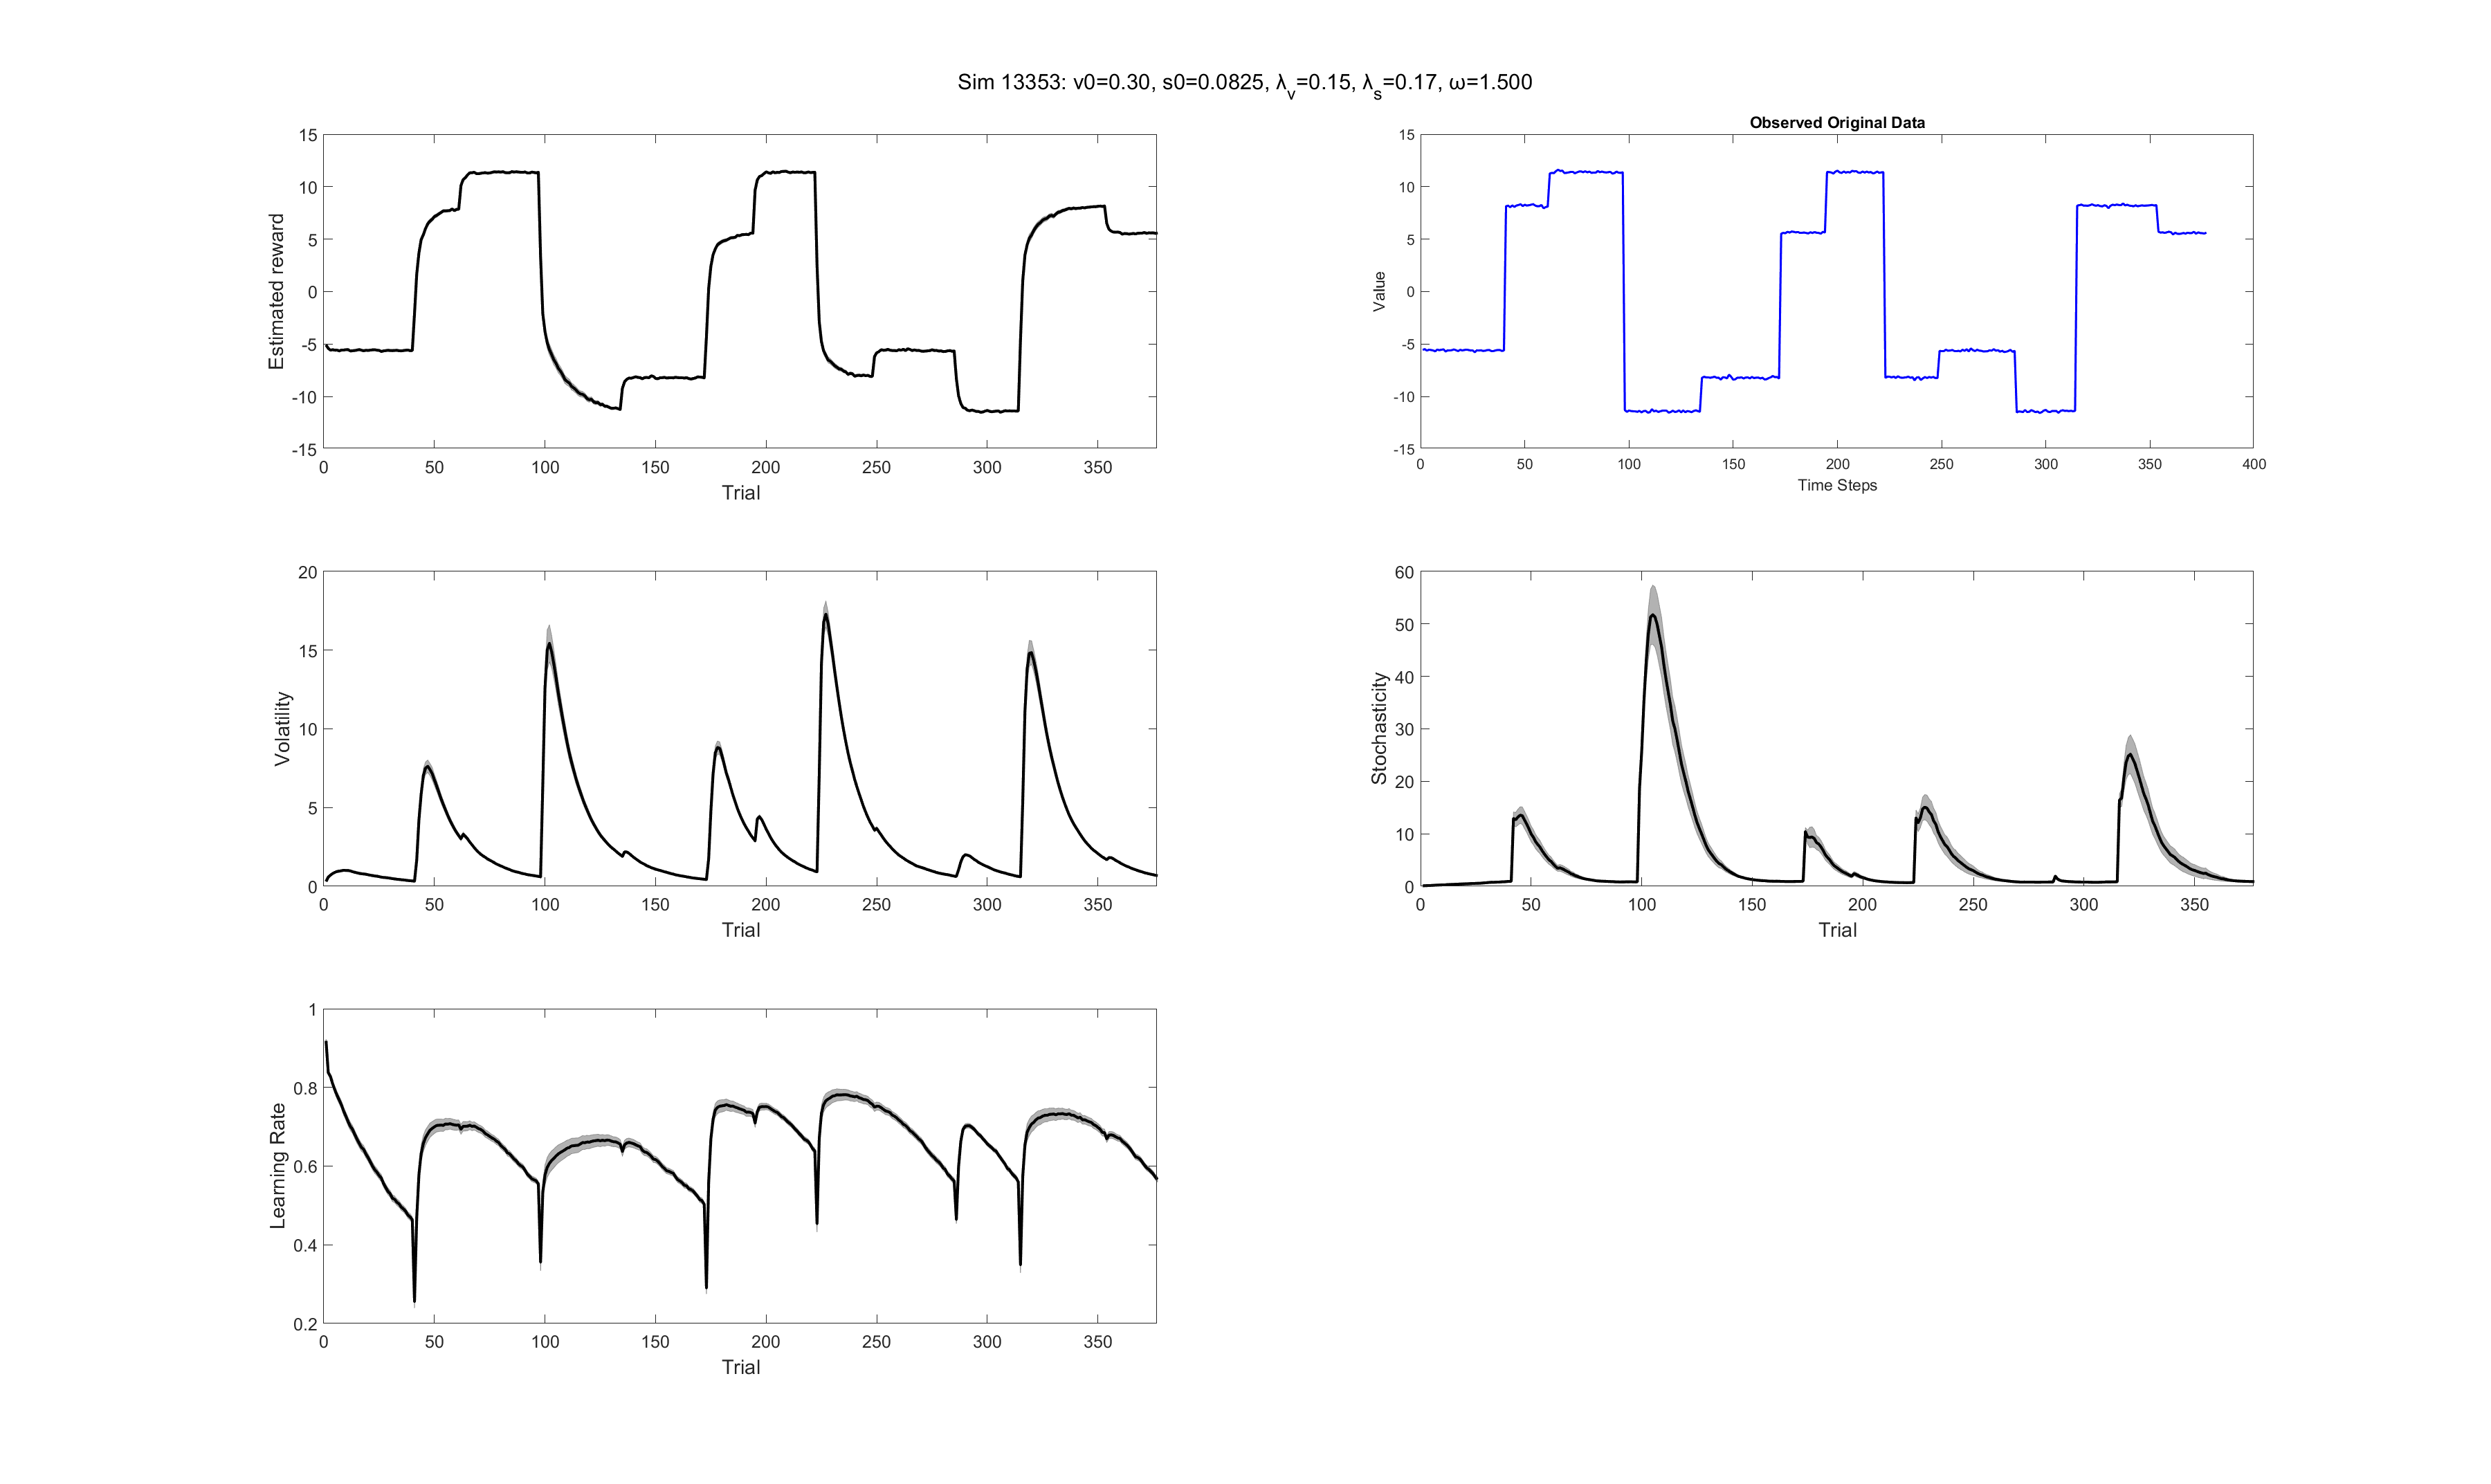 Sim 13353: v0=0.30, s0=0.0825, λ_v=0.15, λ_s=0.17, ω=1.500
15
10
5
0
-5
-10
-15
Estimated reward
0 50 100 150 200 250 300 350
Trial
Observed Original Data
15
10
5
0
-5
-10
-15
Value
0 50 100 150 200 250 300 350 400
Time Steps
20
15
10
5
0
Volatility
0 50 100 150 200 250 300 350
Trial
60
50
40
30
20
10
0
Stochasticity
0 50 100 150 200 250 300 350
Trial
1
0.8
0.6
0.4
0.2
Learning Rate
0 50 100 150 200 250 300 350
Trial